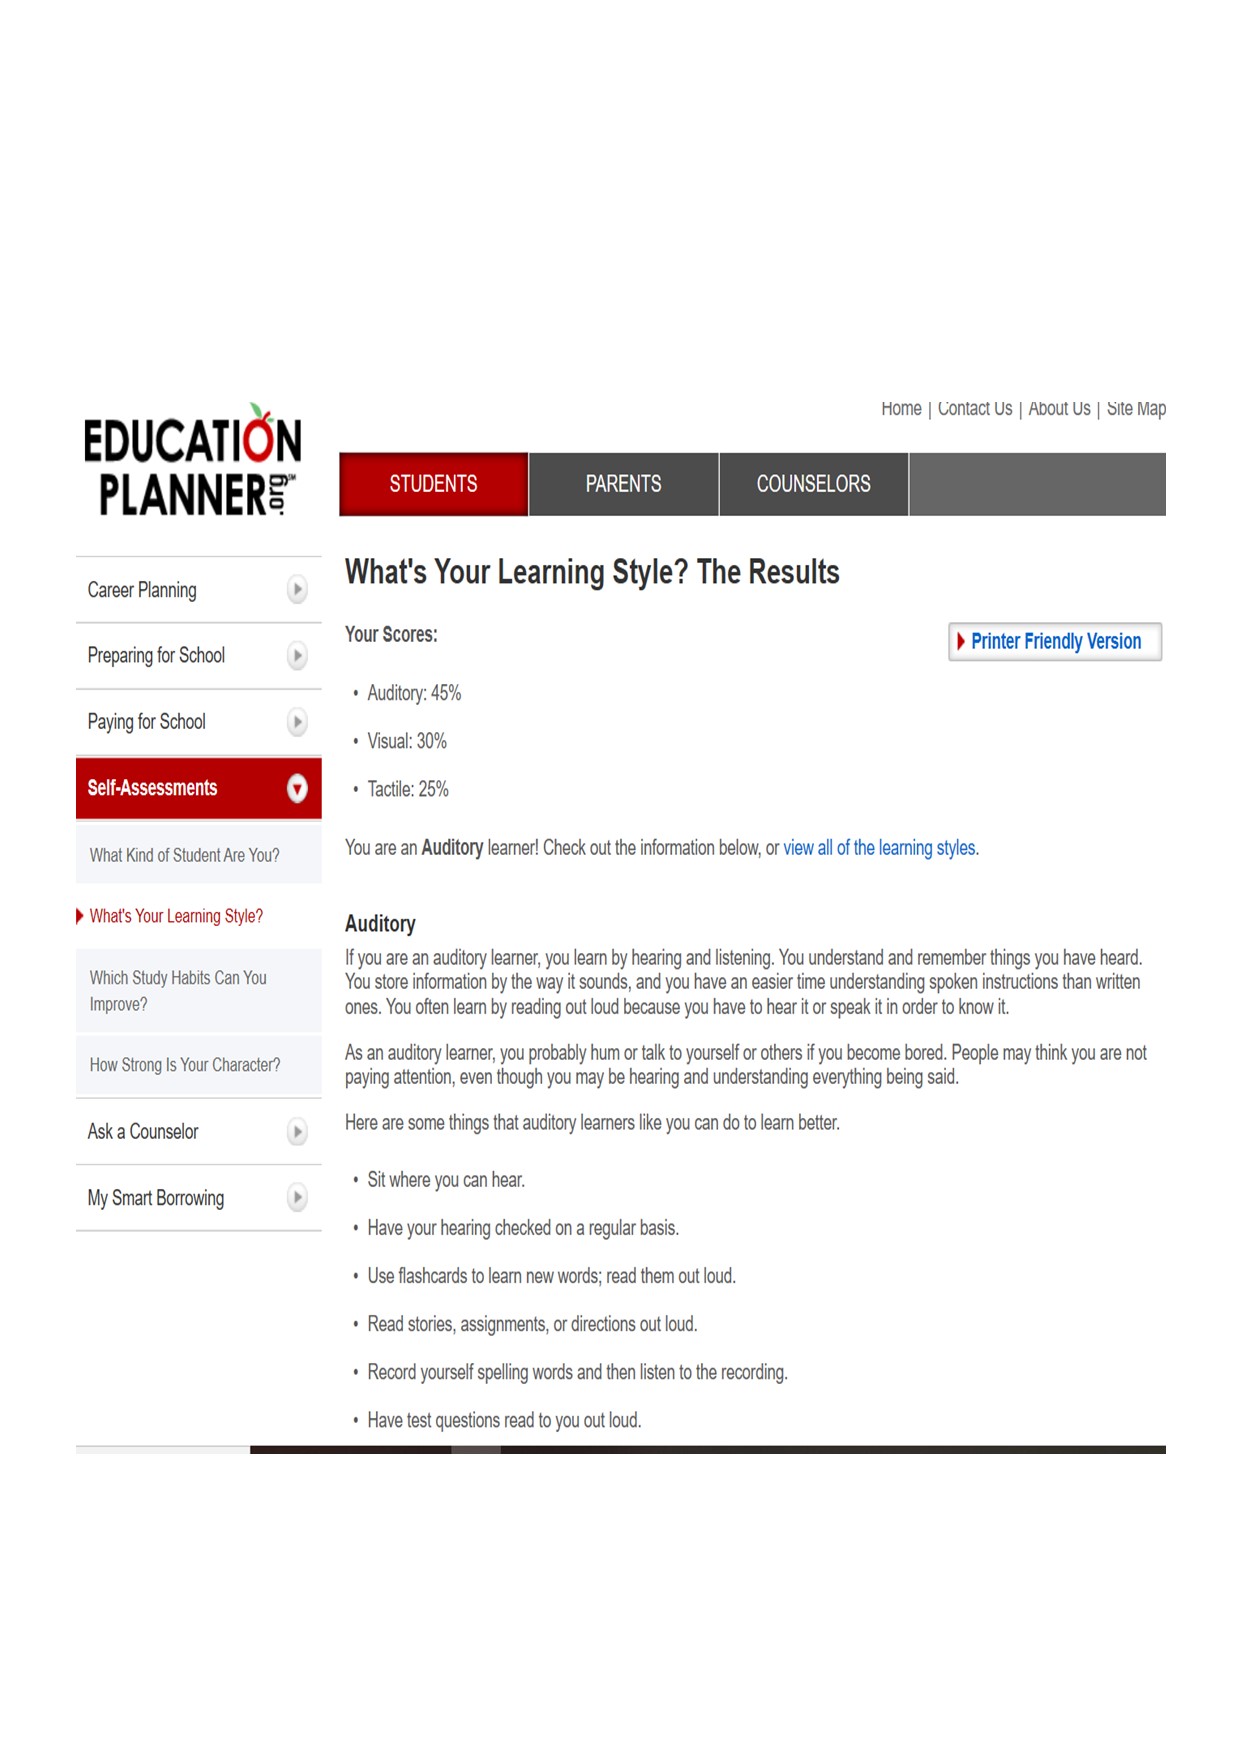 EDUCATION
PLANNER.org℠
Home | Contact Us | About Us | Site Map
STUDENTS
PARENTS
COUNSELORS
Career Planning
Preparing for School
Paying for School
Self-Assessments
What Kind of Student Are You?
What's Your Learning Style?
Which Study Habits Can You
Improve?
How Strong Is Your Character?
Ask a Counselor
My Smart Borrowing
What's Your Learning Style? The Results
Your Scores:
Printer Friendly Version
• Auditory: 45%
• Visual: 30%
• Tactile: 25%
You are an Auditory learner! Check out the information below, or view all of the learning styles.
Auditory
If you are an auditory learner, you learn by hearing and listening. You understand and remember things you have heard.
You store information by the way it sounds, and you have an easier time understanding spoken instructions than written
ones. You often learn by reading out loud because you have to hear it or speak it in order to know it.
As an auditory learner, you probably hum or talk to yourself or others if you become bored. People may think you are not
paying attention, even though you may be hearing and understanding everything being said.
Here are some things that auditory learners like you can do to learn better.
• Sit where you can hear.
• Have your hearing checked on a regular basis.
• Use flashcards to learn new words; read them out loud.
• Read stories, assignments, or directions out loud.
• Record yourself spelling words and then listen to the recording.
• Have test questions read to you out loud.